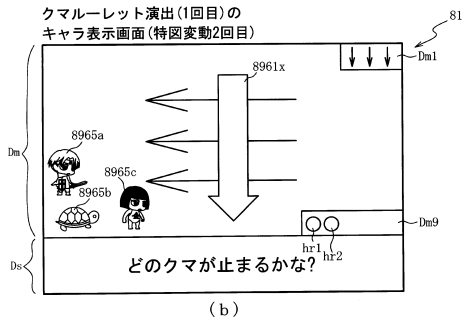 クマルーレット演出(1回目)の
キャラ表示画面(特図変動2回目)
81
8961x
Dm1
Dm
8965a
8965c
8965b
Dm9
hr1
hr2
Ds
どのクマが止まるかな?
(b)